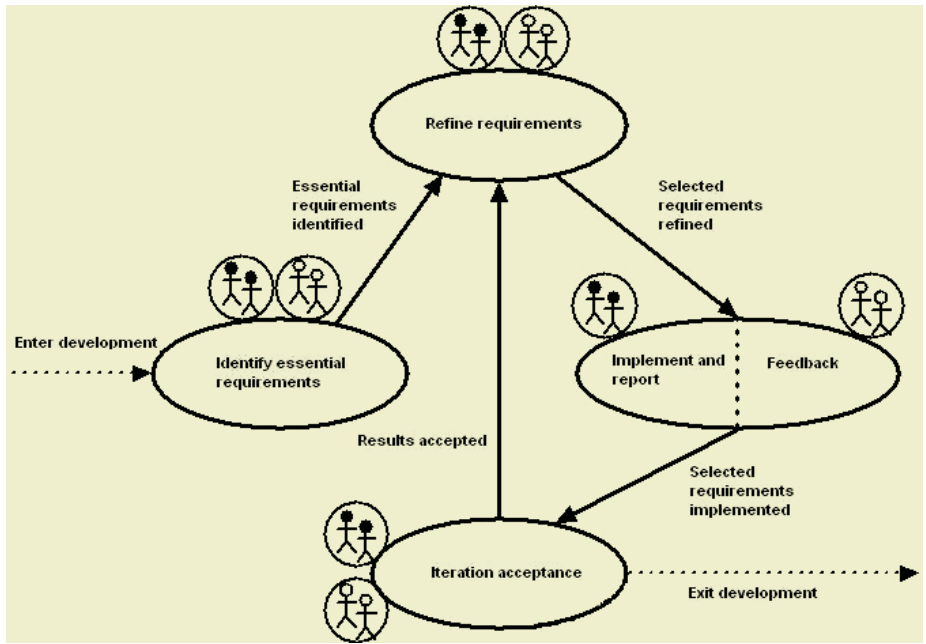 Refine requirements
Essential
requirements
identified
Selected
requirements
refined
Enter development
Identify essential
requirements
Implement and
report
Feedback
Results accepted
Selected
requirements
implemented
Iteration acceptance
Exit development